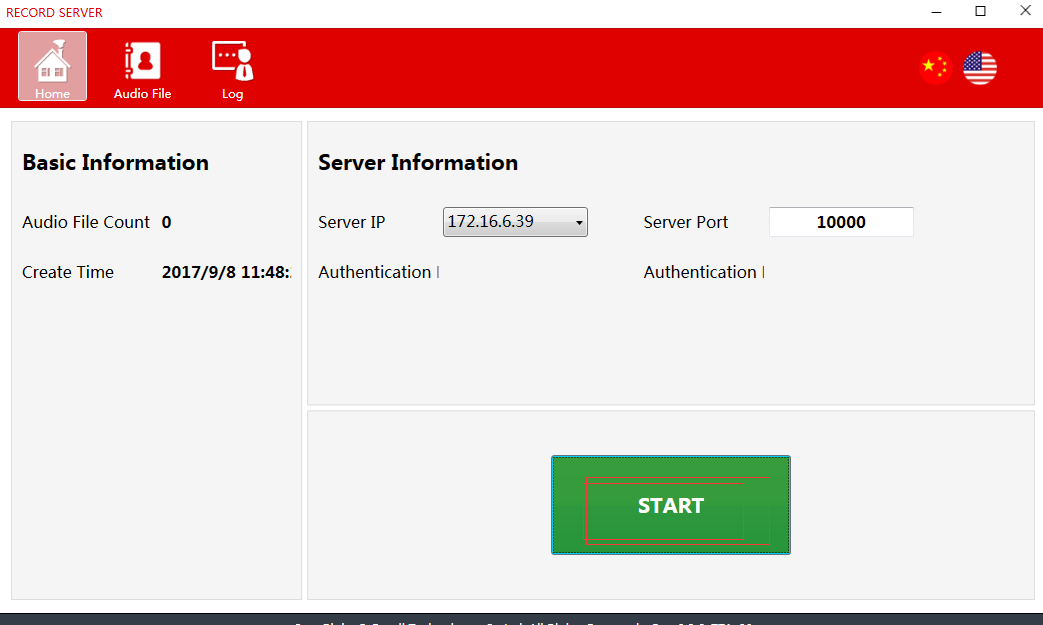 RECORD SERVER
Home
Audio File
Log
Basic Information
Audio File Count 0
Create Time 2017/9/8 11:48:
Server Information
Server IP 172.16.6.39
Server Port 10000
Authentication
Authentication
START